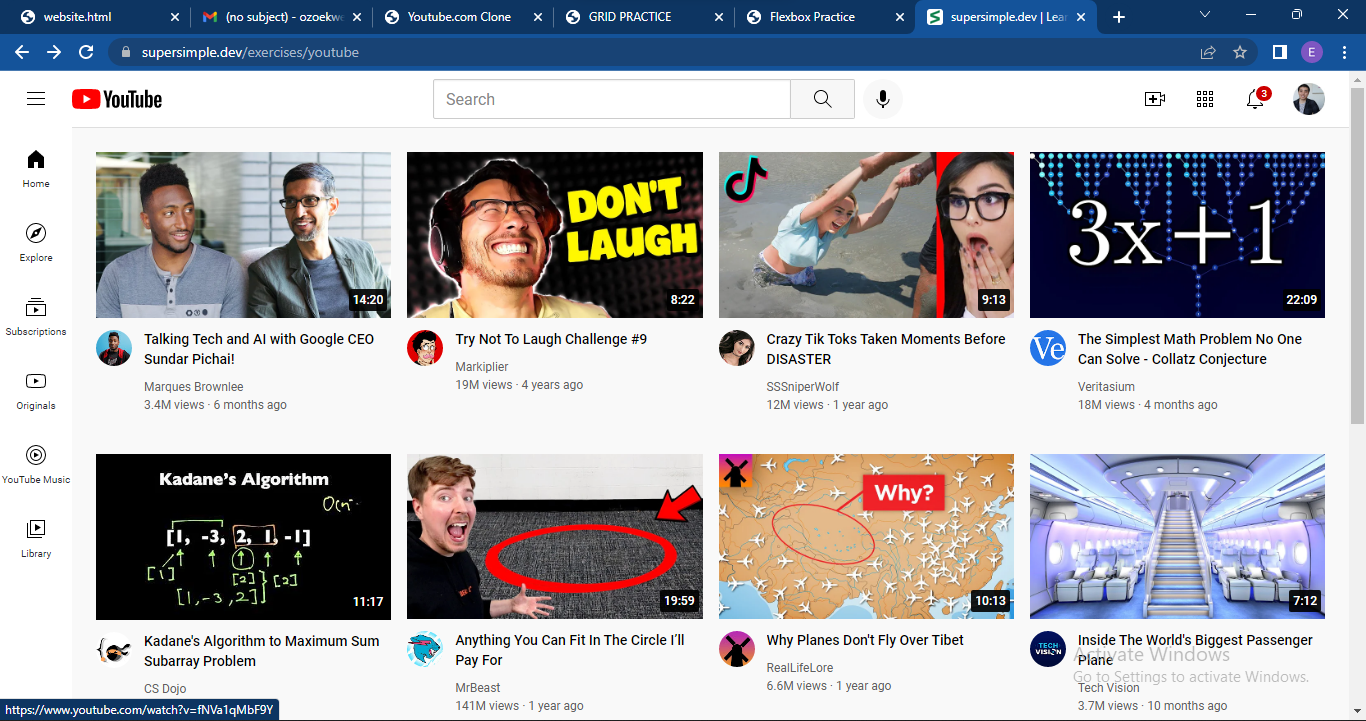 website.html
(no subject) - ozoekwe
Youtube.com Clone
GRID PRACTICE
Flexbox Practice
supersimple.dev | Lear
supersimple.dev/exercises/youtube
E
YouTube
Search
3
Home
Explore
Subscriptions
Originals
YouTube Music
Library
14:20
Talking Tech and AI with Google CEO
Sundar Pichai!
Marques Brownlee
3.4M views · 6 months ago
DON'T
LAUGH
8:22
Try Not To Laugh Challenge #9
Markiplier
19M views · 4 years ago
9:13
Crazy Tik Toks Taken Moments Before
DISASTER
SSSniperWolf
12M views · 1 year ago
3x+1
22:09
Ve
The Simplest Math Problem No One
Can Solve - Collatz Conjecture
Veritasium
18M views · 4 months ago
Kadane's Algorithm
[1, -3, 2, 1, -1]
[1]
[2]
[2]
[1, -3, 2]
11:17
Kadane's Algorithm to Maximum Sum
Subarray Problem
CS Dojo
19:59
Anything You Can Fit In The Circle I'll
Pay For
MrBeast
141M views · 1 year ago
Why?
10:13
Why Planes Don't Fly Over Tibet
RealLifeLore
6.6M views · 1 year ago
7:12
TECH
VISION
Inside The World's Biggest Passenger
Plane
Tech Vision
3.7M views · 10 months ago
Activate Windows
Go to Settings to activate Windows.
https://www.youtube.com/watch?v=fNVa1qMbF9Y